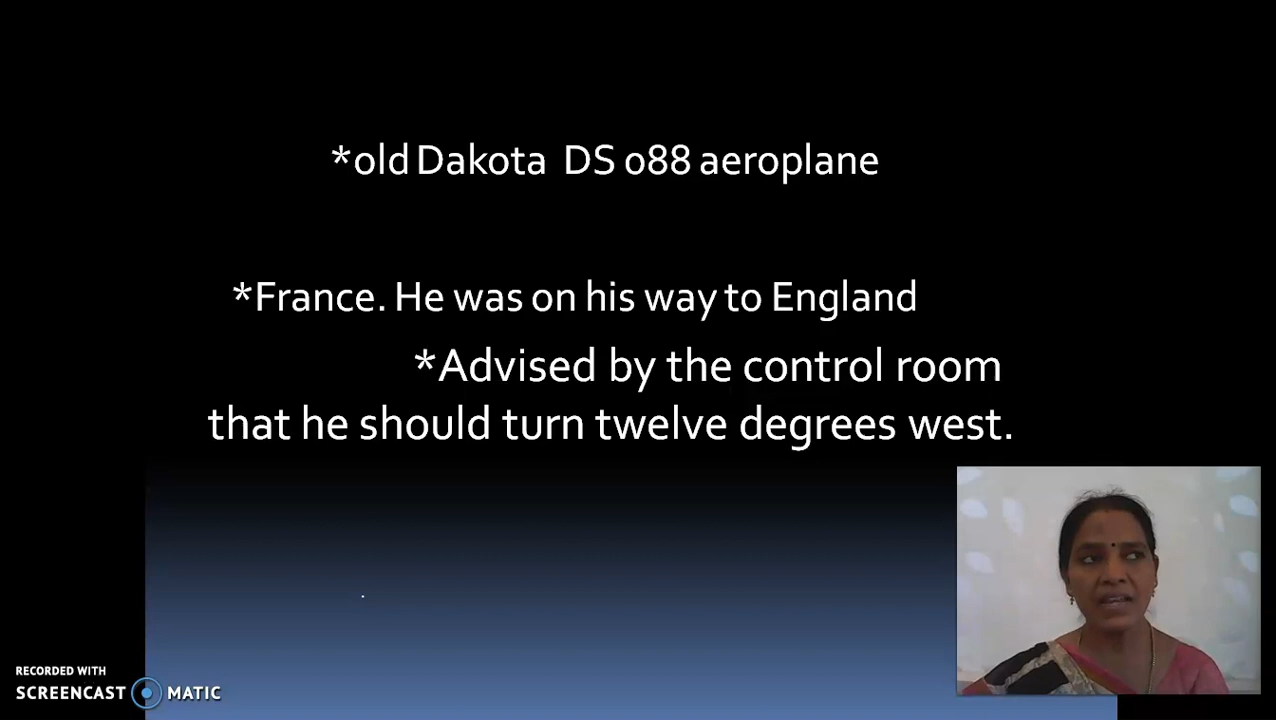 *old Dakota DS 088 aeroplane
*France. He was on his way to England
*Advised by the control room
that he should turn twelve degrees west.
RECORDED WITH
SCREENCAST MATIC